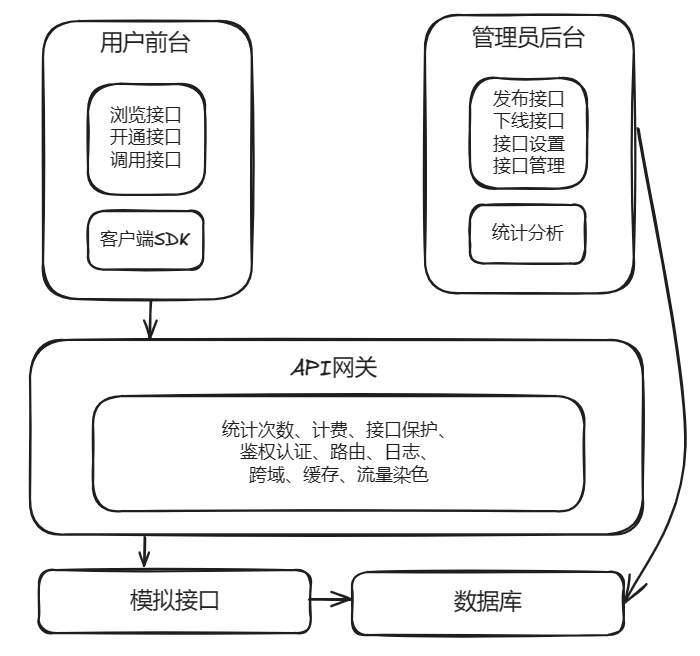 用户前台
浏览接口
开通接口
调用接口
客户端SDK
管理员后台
发布接口
下线接口
接口设置
接口管理
统计分析
API网关
统计次数、计费、接口保护、
鉴权认证、路由、日志、
跨域、缓存、流量染色
模拟接口
数据库